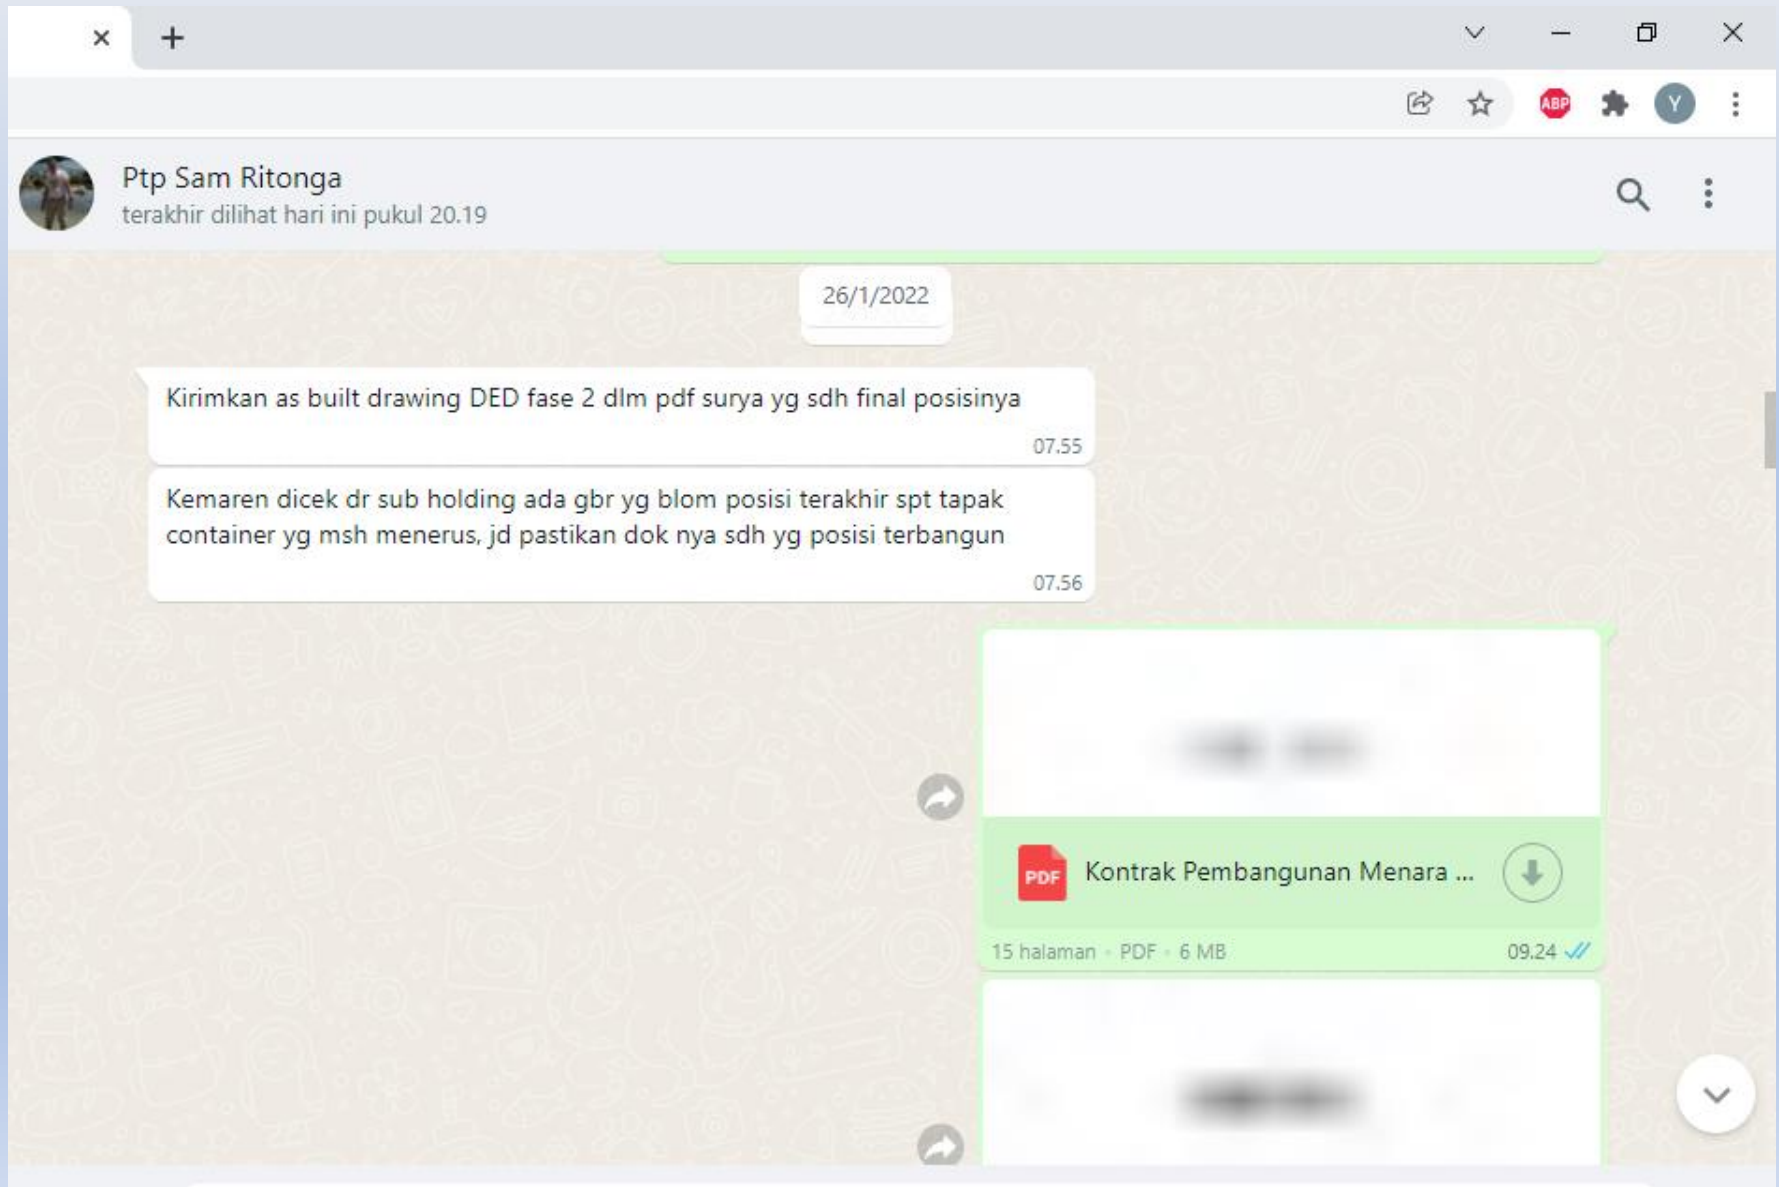 ABP
Y
Ptp Sam Ritonga
terakhir dilihat hari ini pukul 20.19
26/1/2022
Kirimkan as built drawing DED fase 2 dlm pdf surya yg sdh final posisinya
07.55
Kemaren dicek dr sub holding ada gbr yg blom posisi terakhir spt tapak
container yg msh menerus, jd pastikan dok nya sdh yg posisi terbangun
07.56
PDF
Kontrak Pembangunan Menara ...
15 halaman • PDF • 6 MB
09.24